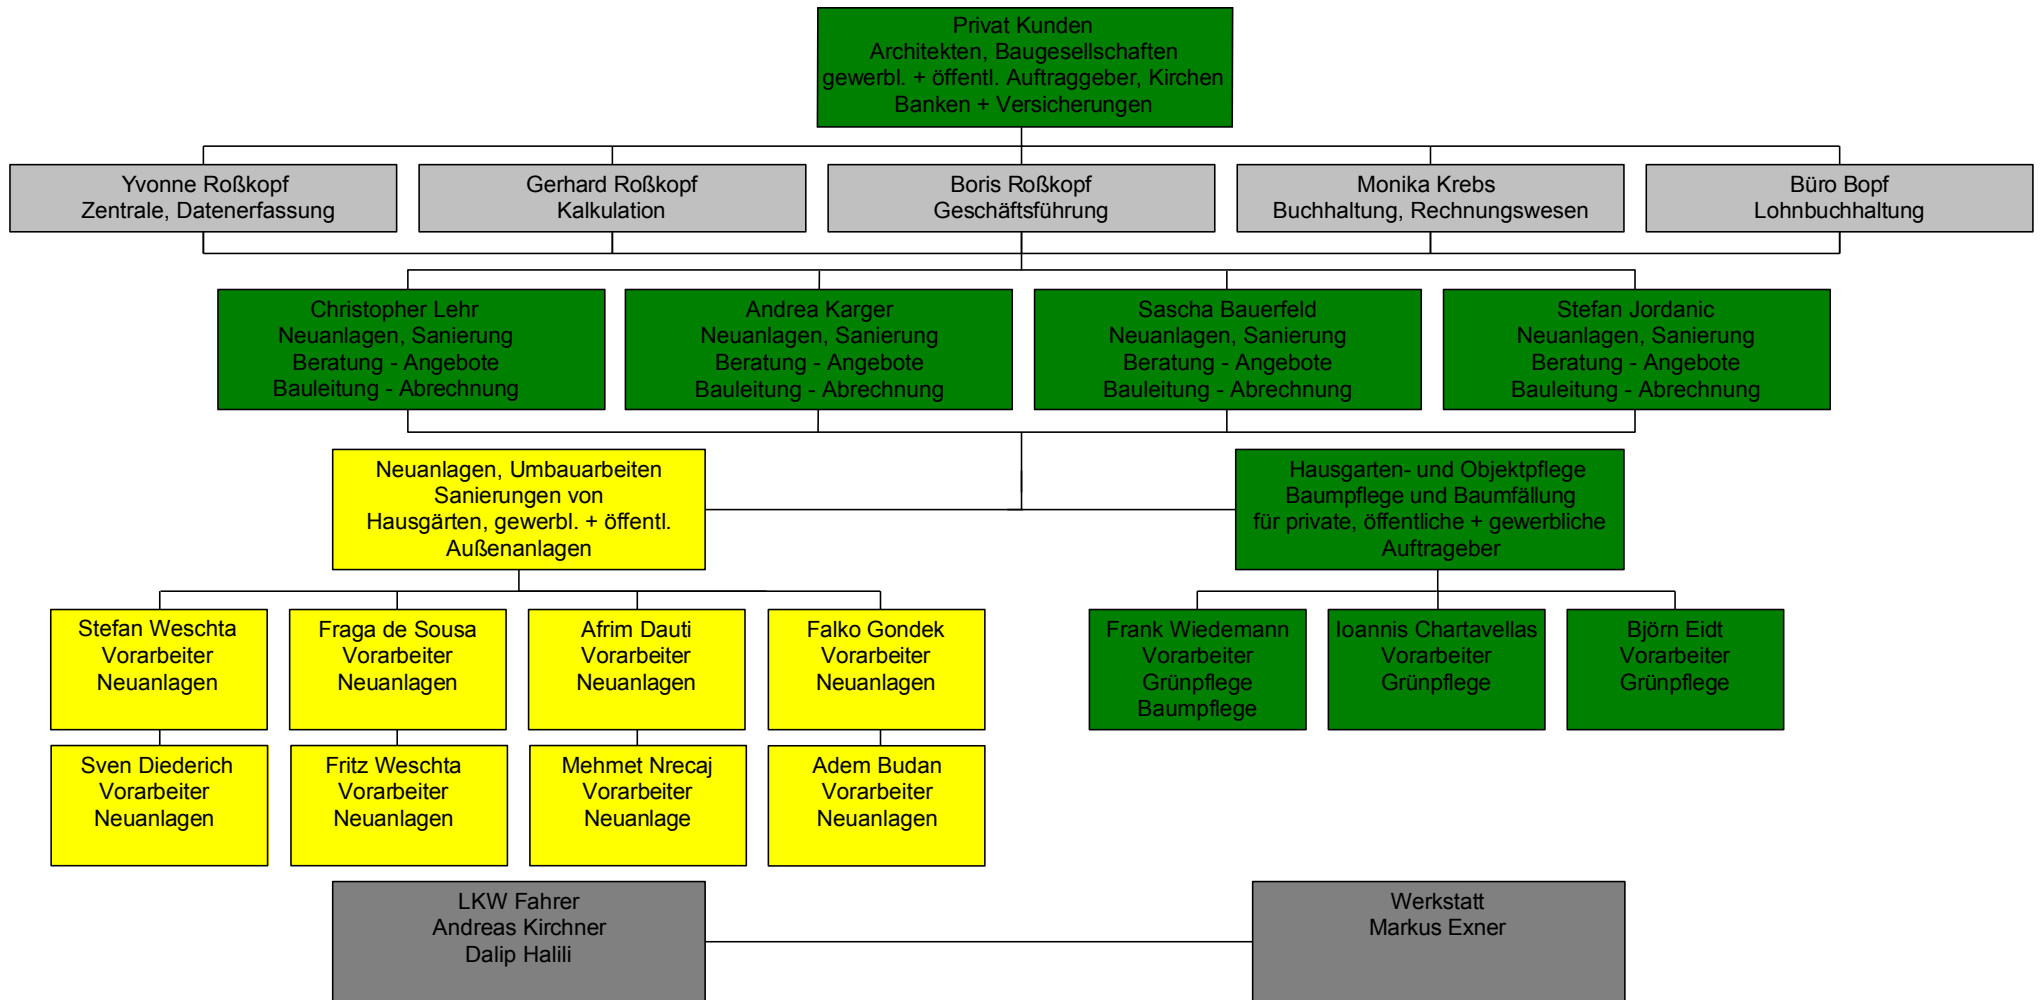 Privat Kunden
Architekten, Baugesellschaften
gewerbl. + öffentl. Auftraggeber, Kirchen
Banken + Versicherungen
Yvonne Roßkopf
Zentrale, Datenerfassung
Gerhard Roßkopf
Kalkulation
Boris Roßkopf
Geschäftsführung
Monika Krebs
Buchhaltung, Rechnungswesen
Büro Bopf
Lohnbuchhaltung
Christopher Lehr
Neuanlagen, Sanierung
Beratung - Angebote
Bauleitung - Abrechnung
Andrea Karger
Neuanlagen, Sanierung
Beratung - Angebote
Bauleitung - Abrechnung
Sascha Bauerfeld
Neuanlagen, Sanierung
Beratung - Angebote
Bauleitung - Abrechnung
Stefan Jordanic
Neuanlagen, Sanierung
Beratung - Angebote
Bauleitung - Abrechnung
Neuanlagen, Umbauarbeiten
Sanierungen von
Hausgärten, gewerbl. + öffentl.
Außenanlagen
Hausgarten- und Objektpflege
Baumpflege und Baumfällung
für private, öffentliche + gewerbliche
Auftrageber
Stefan Weschta
Vorarbeiter
Neuanlagen
Fraga de Sousa
Vorarbeiter
Neuanlagen
Afrim Dauti
Vorarbeiter
Neuanlagen
Falko Gondek
Vorarbeiter
Neuanlagen
Frank Wiedemann
Vorarbeiter
Grünpflege
Baumpflege
Ioannis Chartavellas
Vorarbeiter
Grünpflege
Björn Eidt
Vorarbeiter
Grünpflege
Sven Diederich
Vorarbeiter
Neuanlagen
Fritz Weschta
Vorarbeiter
Neuanlagen
Mehmet Nrecaj
Vorarbeiter
Neuanlage
Adem Budan
Vorarbeiter
Neuanlagen
LKW Fahrer
Andreas Kirchner
Dalip Halili
Werkstatt
Markus Exner